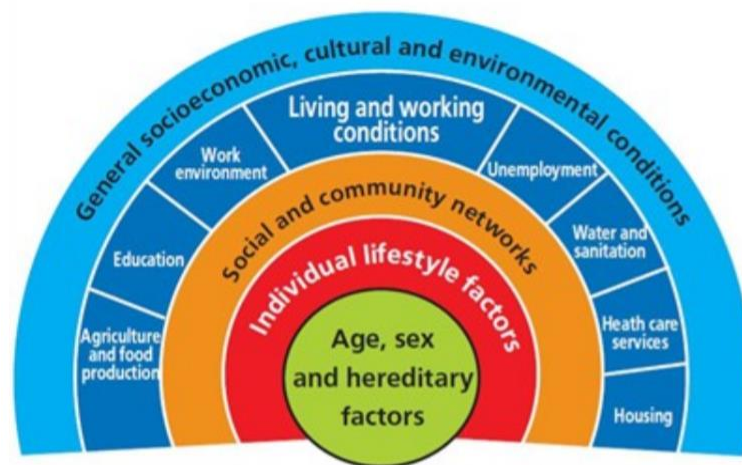 General socioeconomic, cultural and environmental conditions
Living and working
conditions
Work
environment
Unemployment
Education
Water and
sanitation
Agriculture
and food
production
Heath care
services
Housing
Social and community networks
Individual lifestyle factors
Age, sex
and hereditary
factors